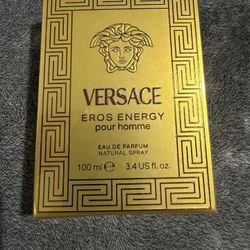 VERSACE
EROS ENERGY
pour homme
EAU DE PARFUM
NATURAL SPRAY
100 ml ℮ 3.4 US fl. oz.